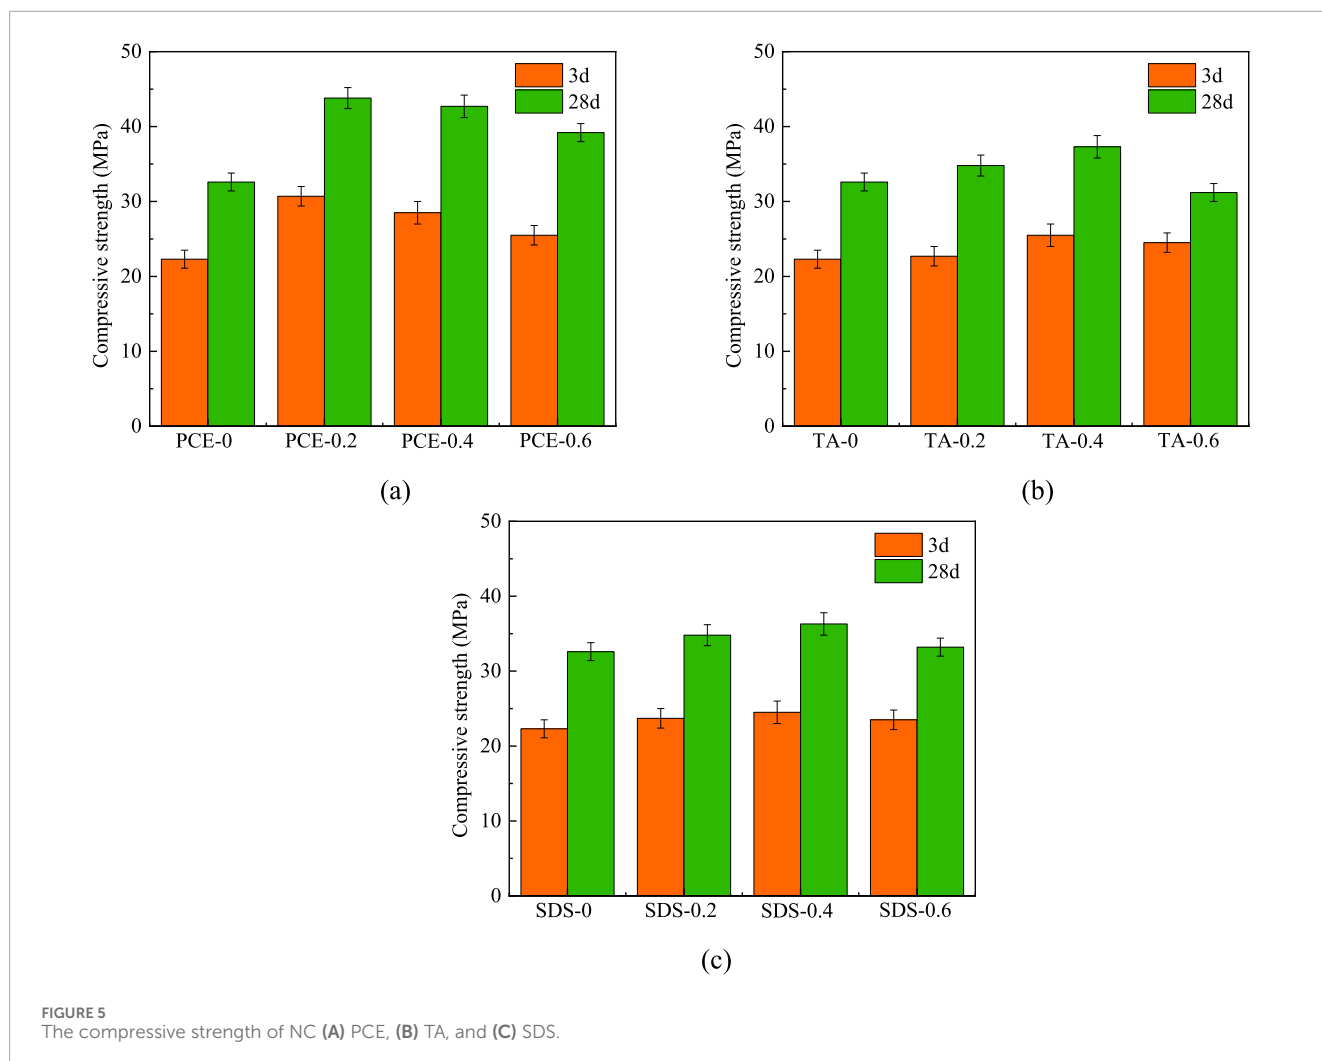 50
40
30
20
10
0
Compressive strength (MPa)
3d
28d
PCE-0 PCE-0.2 PCE-0.4 PCE-0.6
(a)
50
40
30
20
10
0
Compressive strength (MPa)
3d
28d
TA-0 TA-0.2 TA-0.4 TA-0.6
(b)
50
40
30
20
10
0
Compressive strength (MPa)
3d
28d
SDS-0 SDS-0.2 SDS-0.4 SDS-0.6
(c)
FIGURE 5
The compressive strength of NC (A) PCE, (B) TA, and (C) SDS.